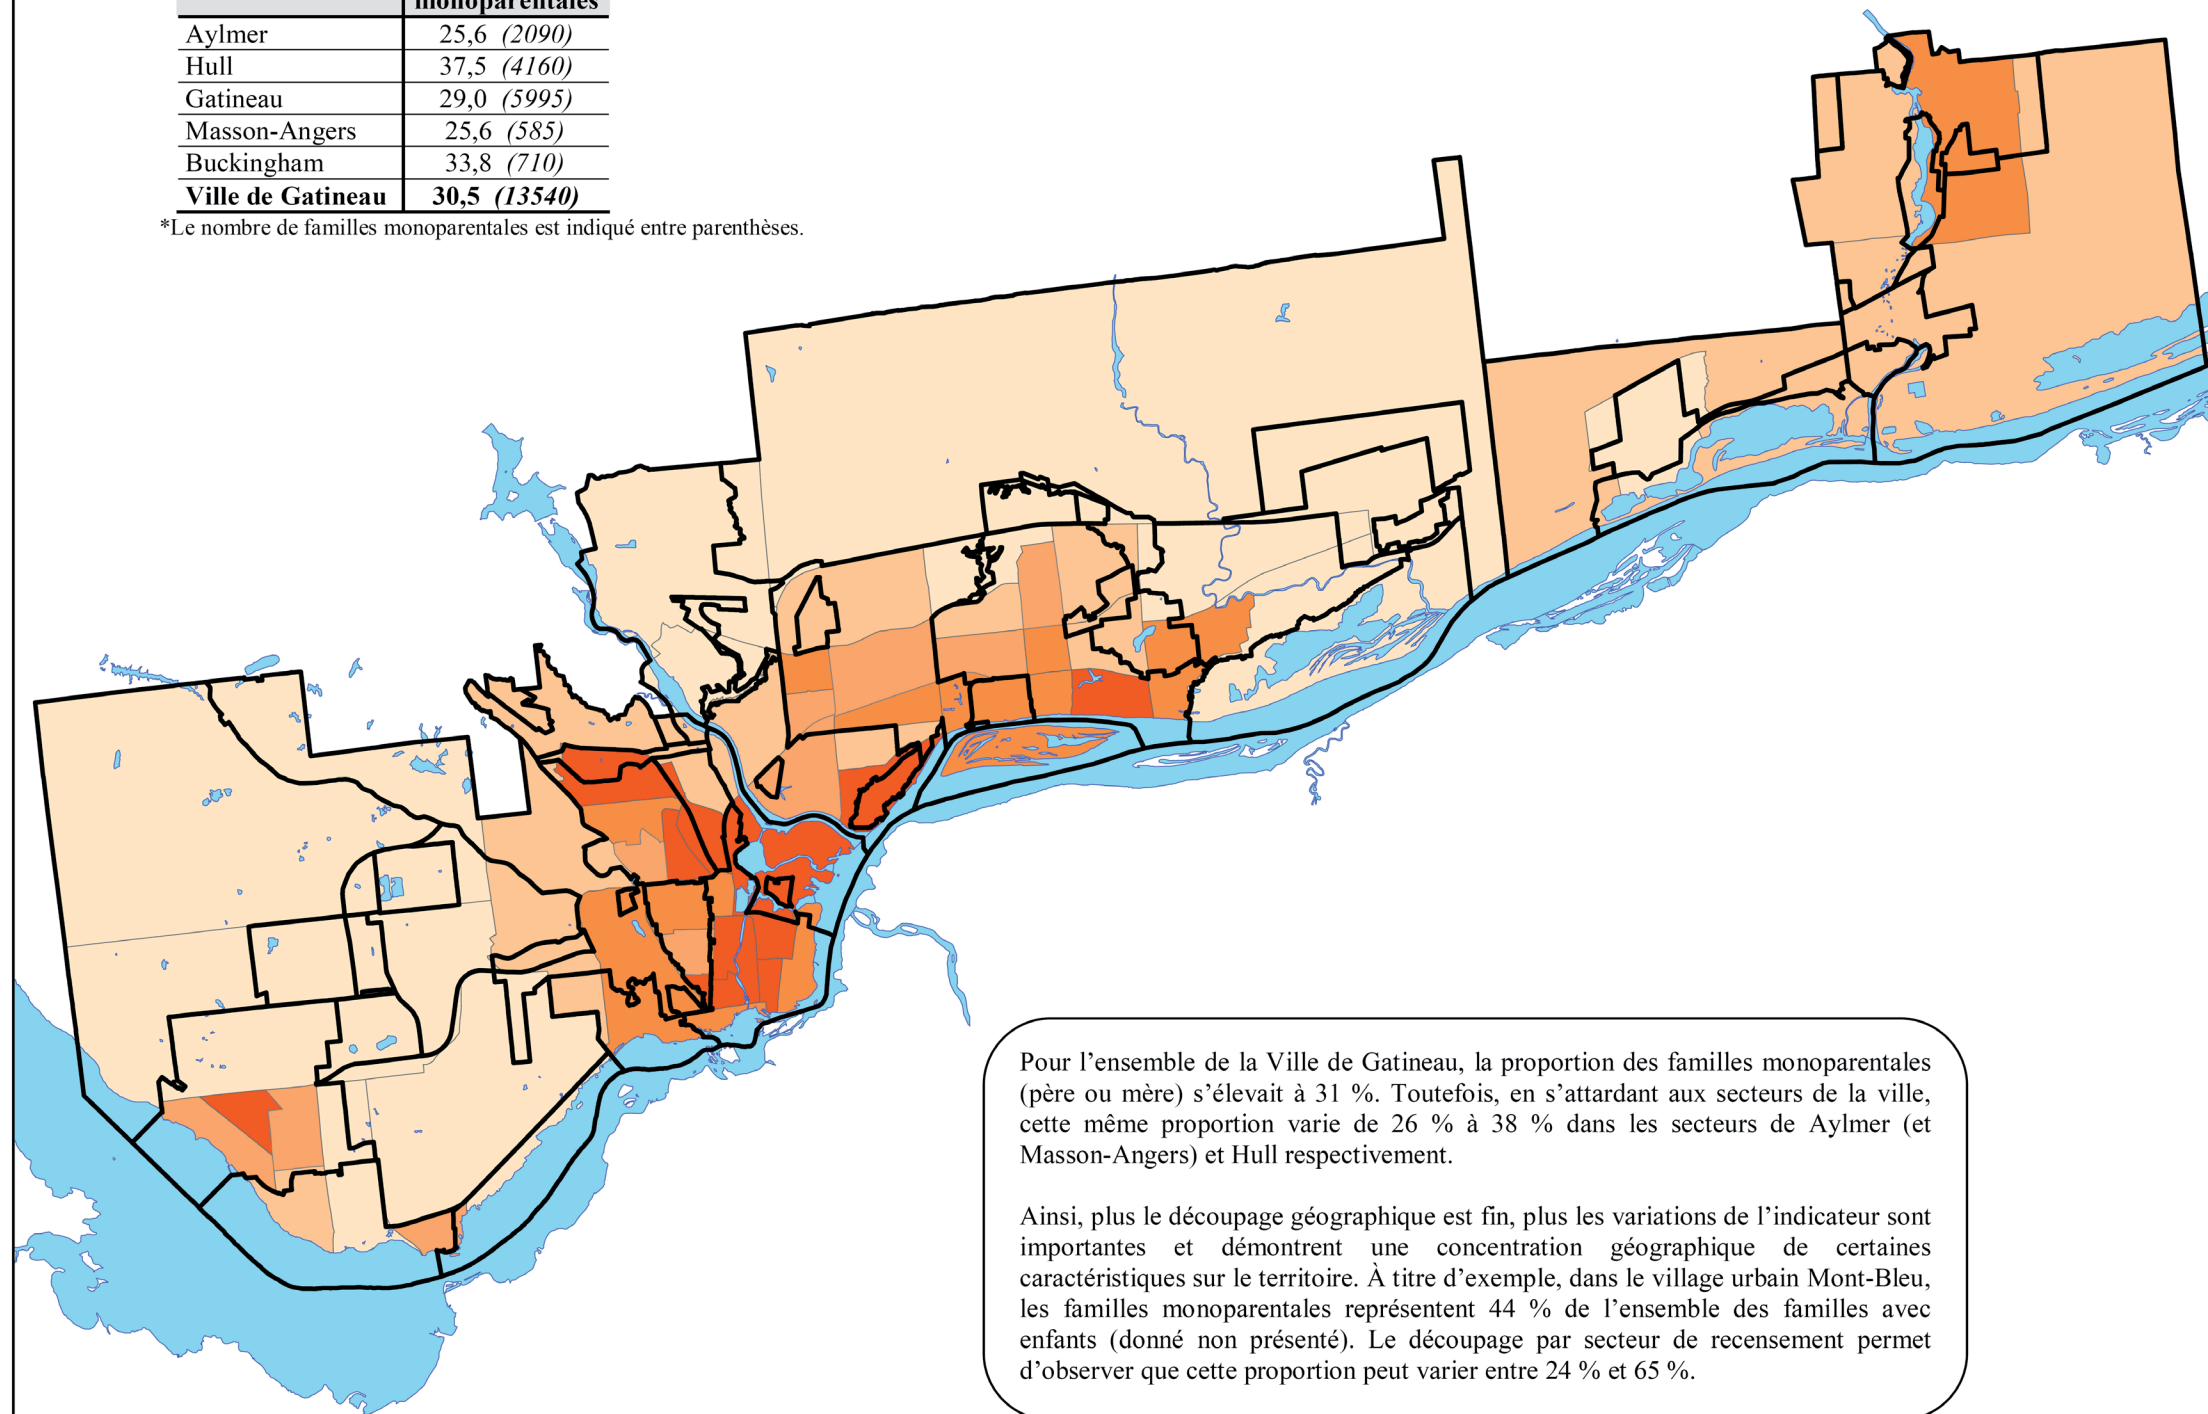 monoparentales
Aylmer 25,6 (2090)
Hull 37,5 (4160)
Gatineau 29,0 (5995)
Masson-Angers 25,6 (585)
Buckingham 33,8 (710)
Ville de Gatineau 30,5 (13540)
*Le nombre de familles monoparentales est indiqué entre parenthèses.
Pour l’ensemble de la Ville de Gatineau, la proportion des familles monoparentales
(père ou mère) s’élevait à 31 %. Toutefois, en s’attardant aux secteurs de la ville,
cette même proportion varie de 26 % à 38 % dans les secteurs de Aylmer (et
Masson-Angers) et Hull respectivement.
Ainsi, plus le découpage géographique est fin, plus les variations de l’indicateur sont
importantes et démontrent une concentration géographique de certaines
caractéristiques sur le territoire. À titre d’exemple, dans le village urbain Mont-Bleu,
les familles monoparentales représentent 44 % de l’ensemble des familles avec
enfants (donné non présenté). Le découpage par secteur de recensement permet
d’observer que cette proportion peut varier entre 24 % et 65 %.